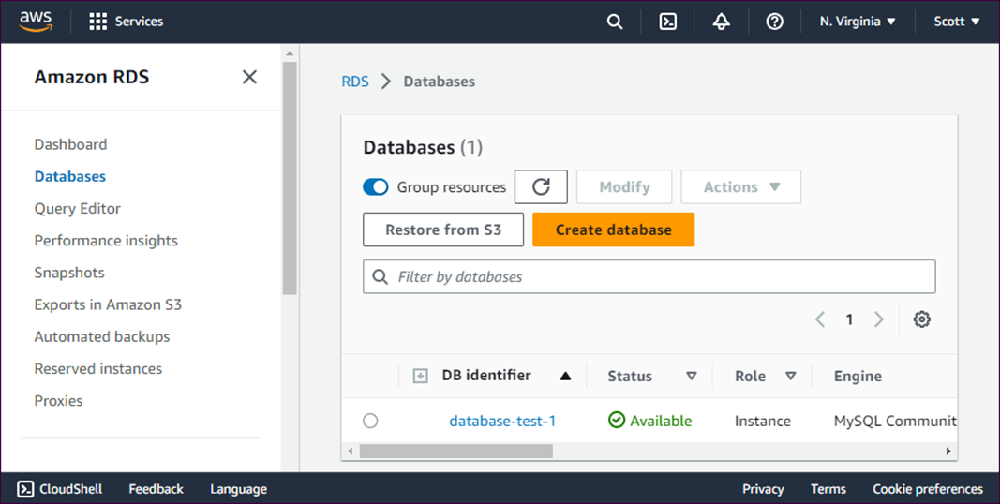 aws Services N. Virginia Scott
Amazon RDS
Dashboard
Databases
Query Editor
Performance insights
Snapshots
Exports in Amazon S3
Automated backups
Reserved instances
Proxies
RDS > Databases
Databases (1)
Group resources Modify Actions
Restore from S3 Create database
Filter by databases
1
DB identifier Status Role Engine
database-test-1 Available Instance MySQL Communit
CloudShell Feedback Language Privacy Terms Cookie preferences